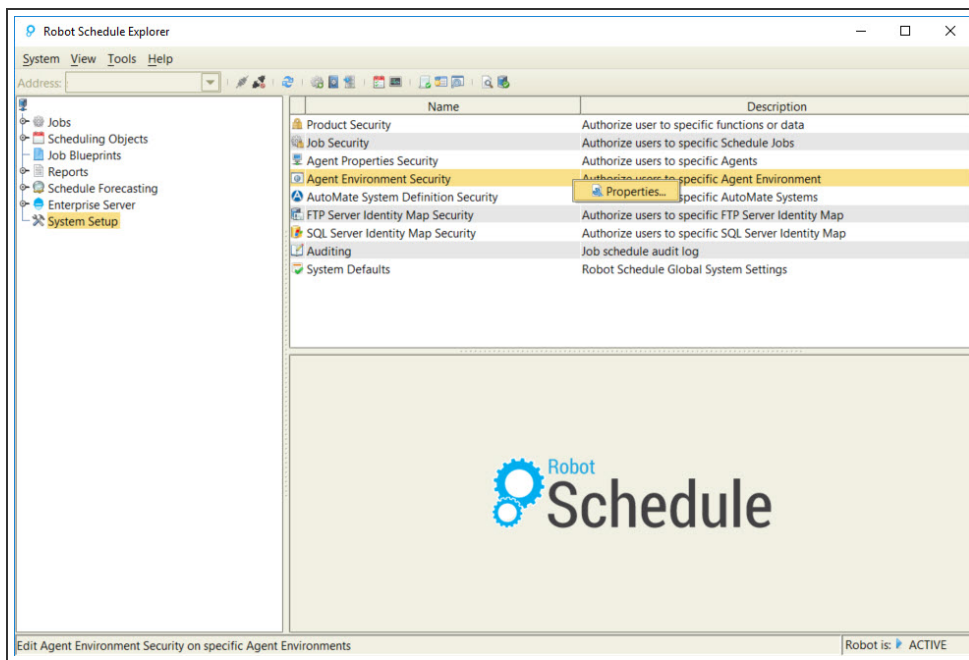 Robot Schedule Explorer
System View Tools Help
Address:
Name Description
Jobs
Scheduling Objects
Job Blueprints
Reports
Schedule Forecasting
Enterprise Server
System Setup
Product Security Authorize user to specific functions or data
Job Security Authorize users to specific Schedule Jobs
Agent Properties Security Authorize users to specific Agents
Agent Environment Security Authorize users to specific Agent Environment
Properties...
AutoMate System Definition Security specific AutoMate Systems
FTP Server Identity Map Security Authorize users to specific FTP Server Identity Map
SQL Server Identity Map Security Authorize users to specific SQL Server Identity Map
Auditing Job schedule audit log
System Defaults Robot Schedule Global System Settings
Robot
Schedule
Edit Agent Environment Security on specific Agent Environments Robot is: ACTIVE